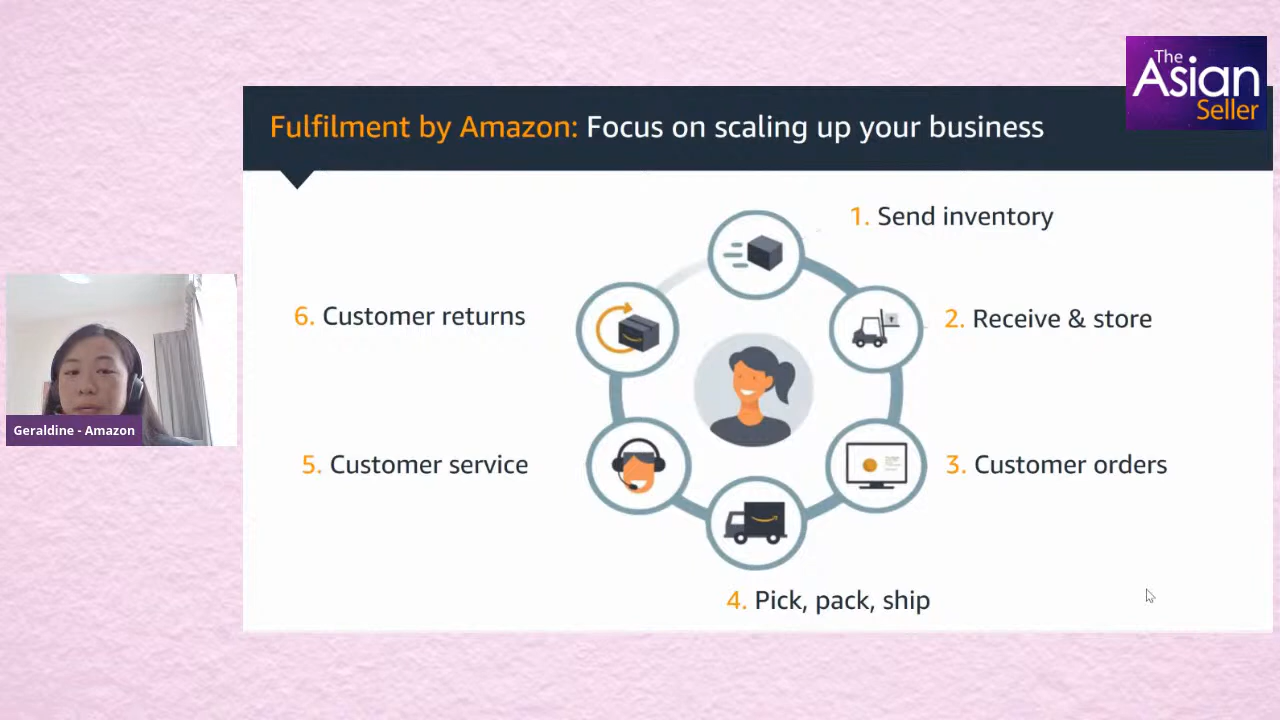 The
Asian
Seller
Fulfilment by Amazon: Focus on scaling up your business
1. Send inventory
6. Customer returns
2. Receive & store
Geraldine - Amazon
5. Customer service
3. Customer orders
4. Pick, pack, ship